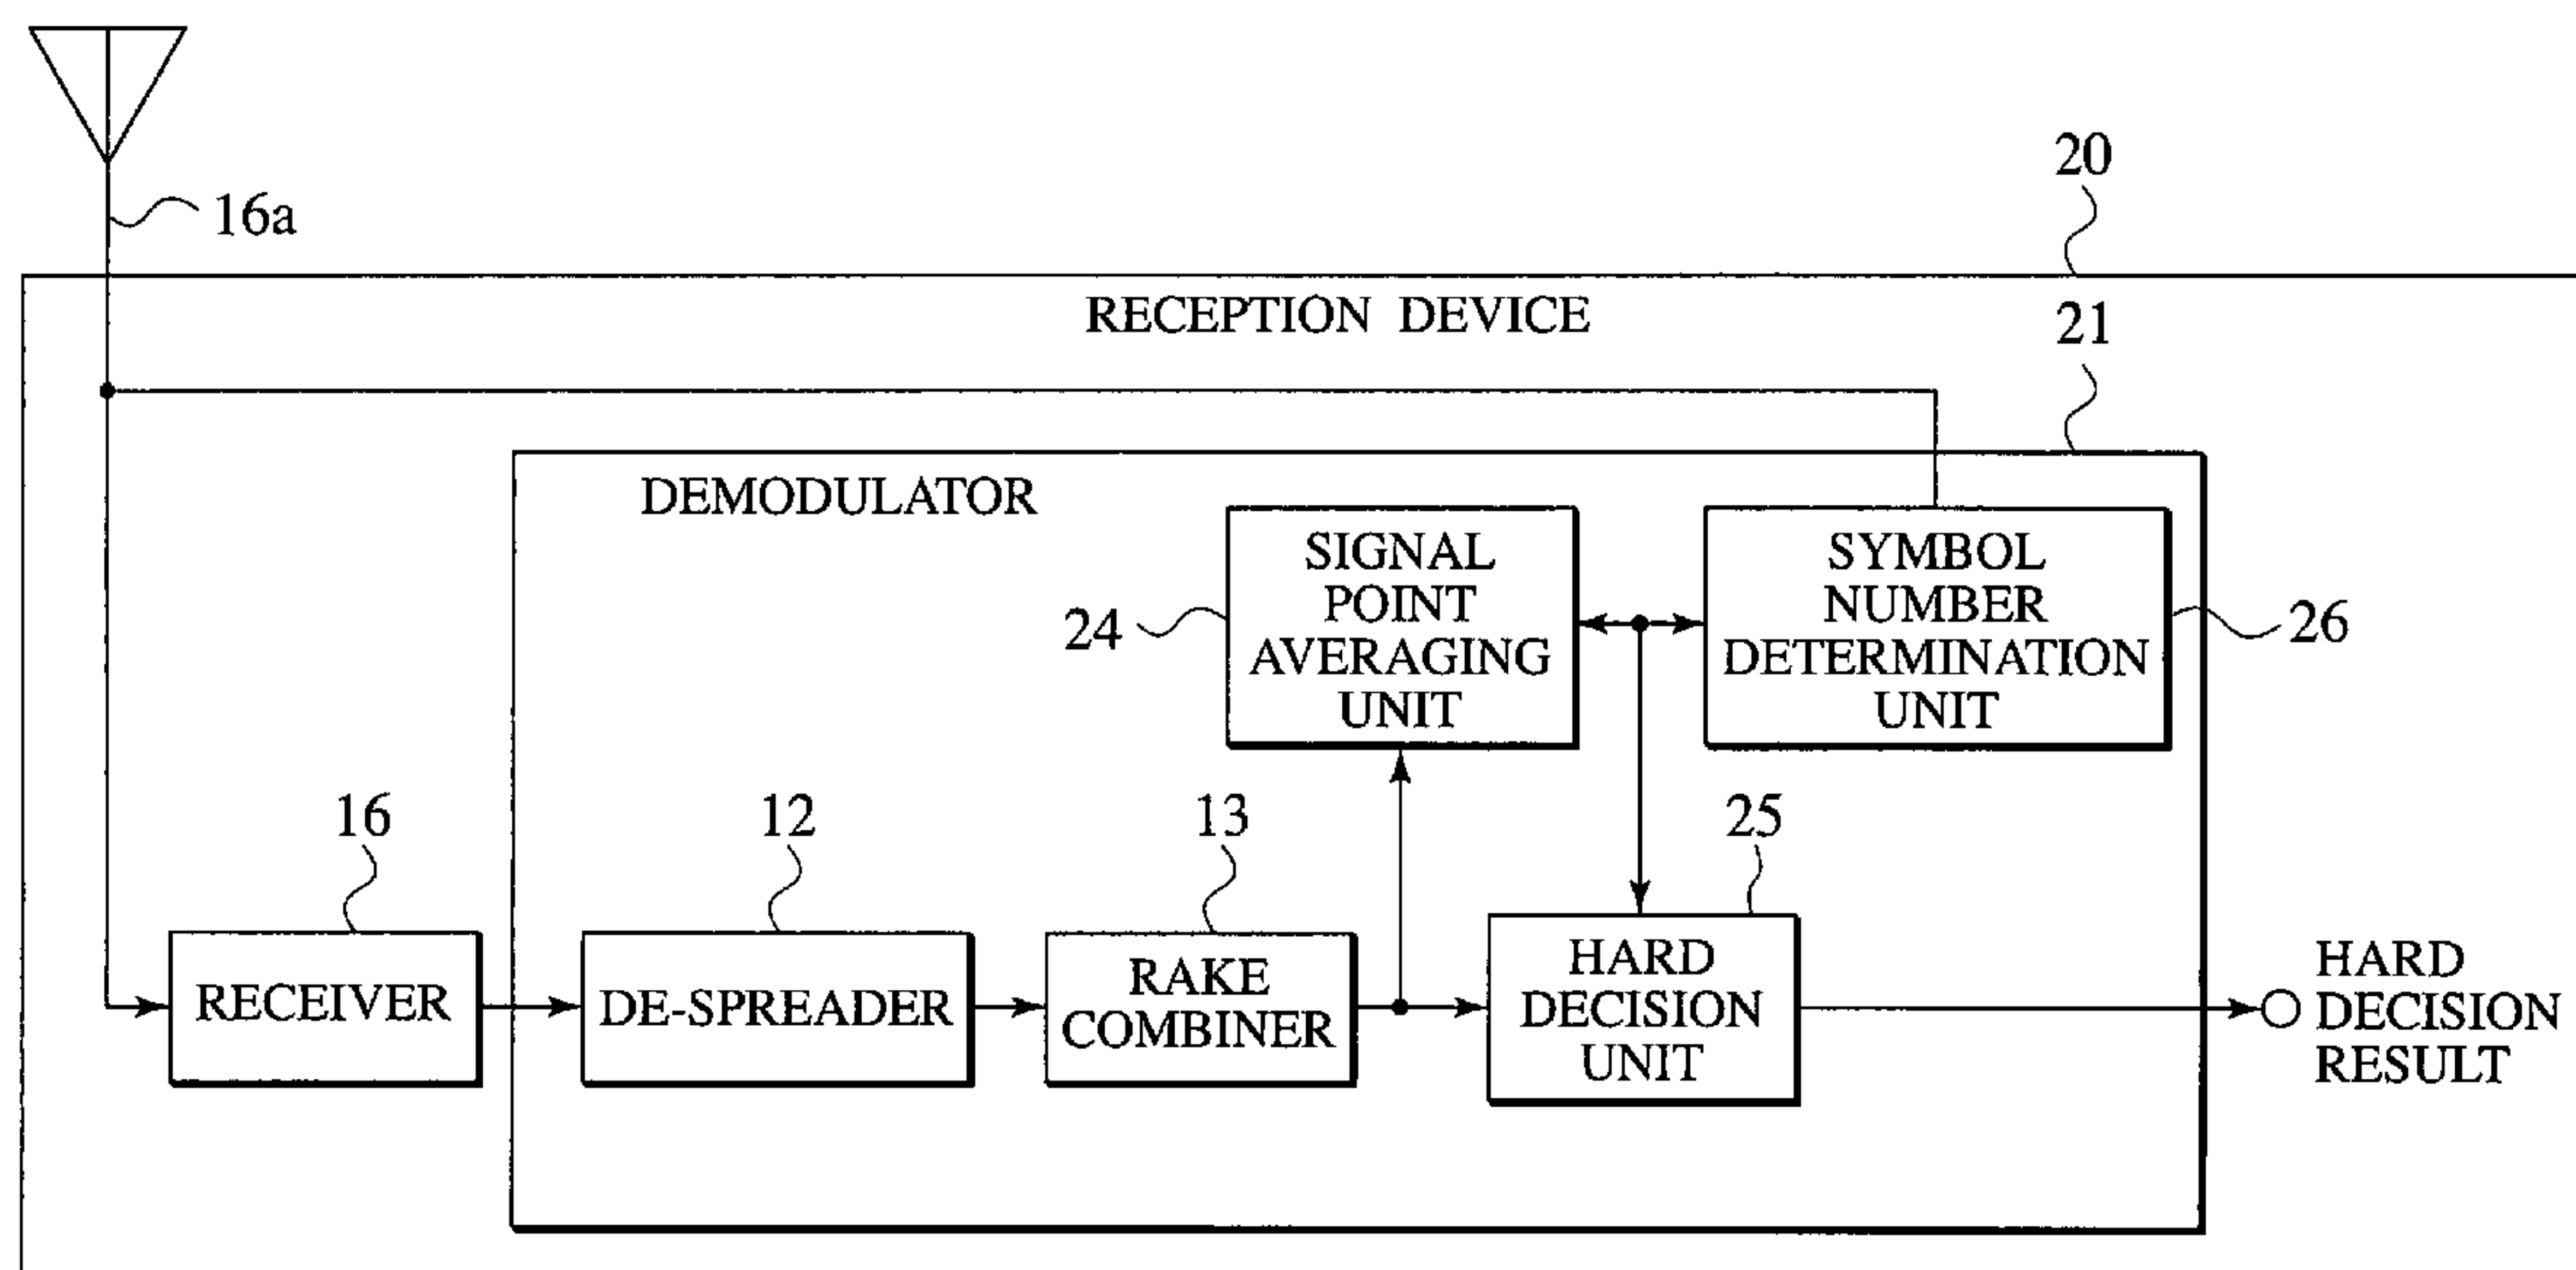 20
16a
RECEPTION DEVICE
21
DEMODULATOR
SIGNAL
POINT
AVERAGING
UNIT
24
SYMBOL
NUMBER
DETERMINATION
UNIT
26
16
12
13
25
RECEIVER
DE-SPREADER
RAKE
COMBINER
HARD
DECISION
UNIT
HARD
DECISION
RESULT